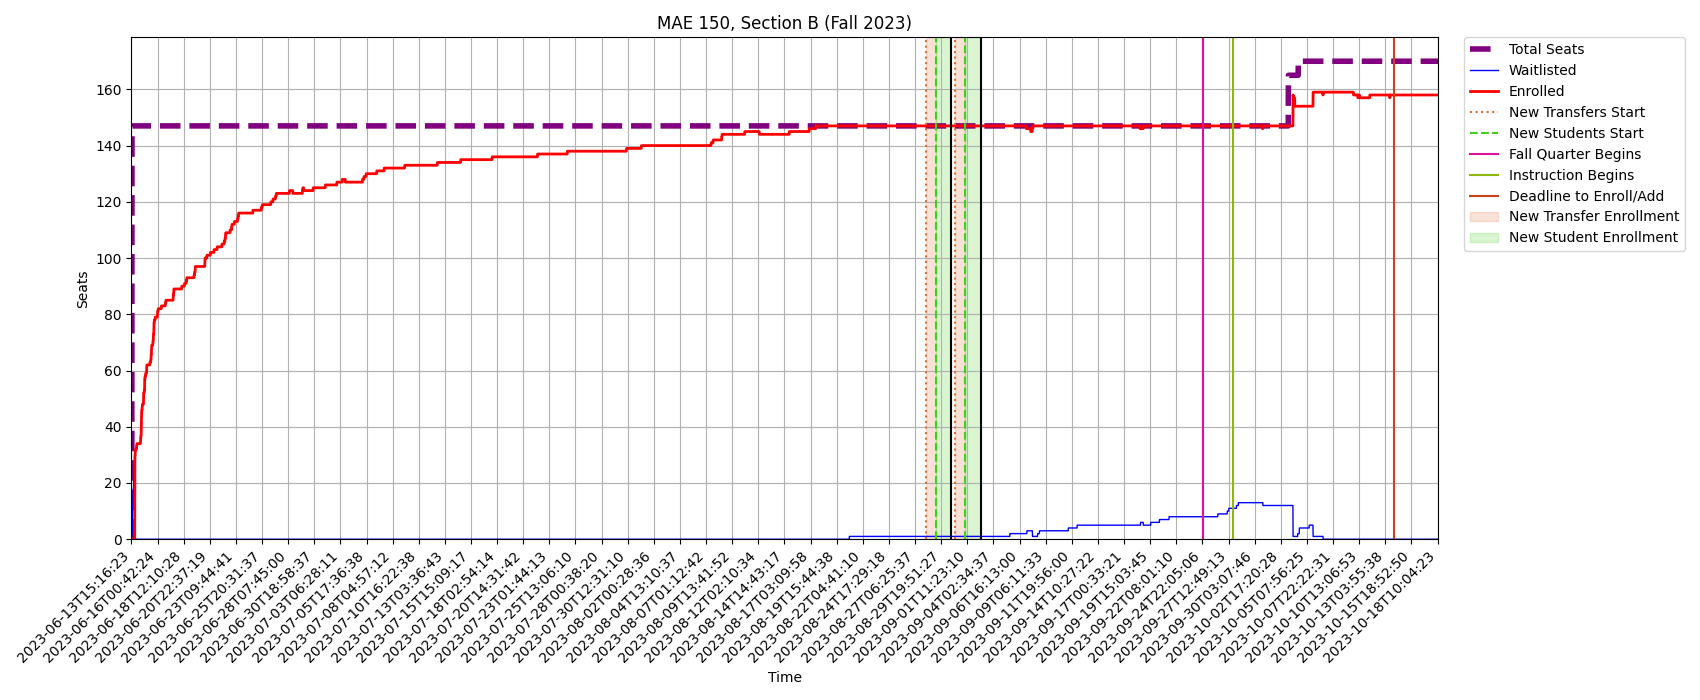 MAE 150, Section B (Fall 2023)
Total Seats
Waitlisted
Enrolled
New Transfers Start
New Students Start
Fall Quarter Begins
Instruction Begins
Deadline to Enroll/Add
New Transfer Enrollment
New Student Enrollment
Seats
160
140
120
100
80
60
40
20
0
2023-06-13T15:16:23
2023-06-16T00:42:24
2023-06-18T12:10:28
2023-06-20T22:37:19
2023-06-23T09:44:41
2023-06-25T20:31:37
2023-06-28T07:45:00
2023-06-30T18:58:37
2023-07-03T06:28:11
2023-07-05T17:36:38
2023-07-08T04:57:12
2023-07-10T16:22:38
2023-07-13T03:36:43
2023-07-15T15:09:17
2023-07-18T02:54:14
2023-07-20T14:31:42
2023-07-23T01:44:13
2023-07-25T13:06:10
2023-07-28T00:38:20
2023-07-30T12:31:10
2023-08-02T00:28:36
2023-08-04T13:10:37
2023-08-07T01:12:42
2023-08-09T13:41:52
2023-08-12T02:10:34
2023-08-14T14:43:17
2023-08-17T03:09:58
2023-08-19T15:44:38
2023-08-22T04:41:10
2023-08-24T17:29:18
2023-08-27T06:25:37
2023-08-29T19:51:27
2023-09-01T11:23:10
2023-09-04T02:34:37
2023-09-06T16:13:00
2023-09-09T06:11:33
2023-09-11T19:56:00
2023-09-14T10:27:22
2023-09-17T00:33:21
2023-09-19T15:03:45
2023-09-22T08:01:10
2023-09-24T22:05:06
2023-09-27T12:49:13
2023-09-30T03:07:46
2023-10-02T17:20:28
2023-10-05T07:56:25
2023-10-07T22:22:31
2023-10-10T13:06:53
2023-10-13T03:55:38
2023-10-15T18:52:50
2023-10-18T10:04:23
Time